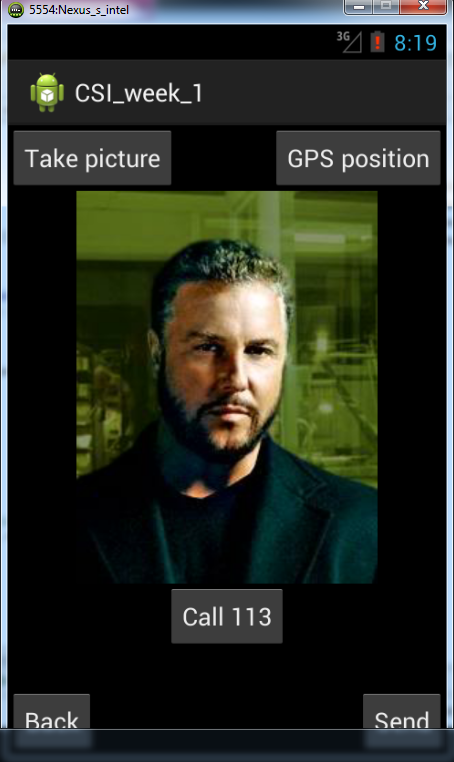 5554:Nexus_s_intel
3G
8:19
CSI_week_1
Take picture
GPS position
Call 113
Back
Send